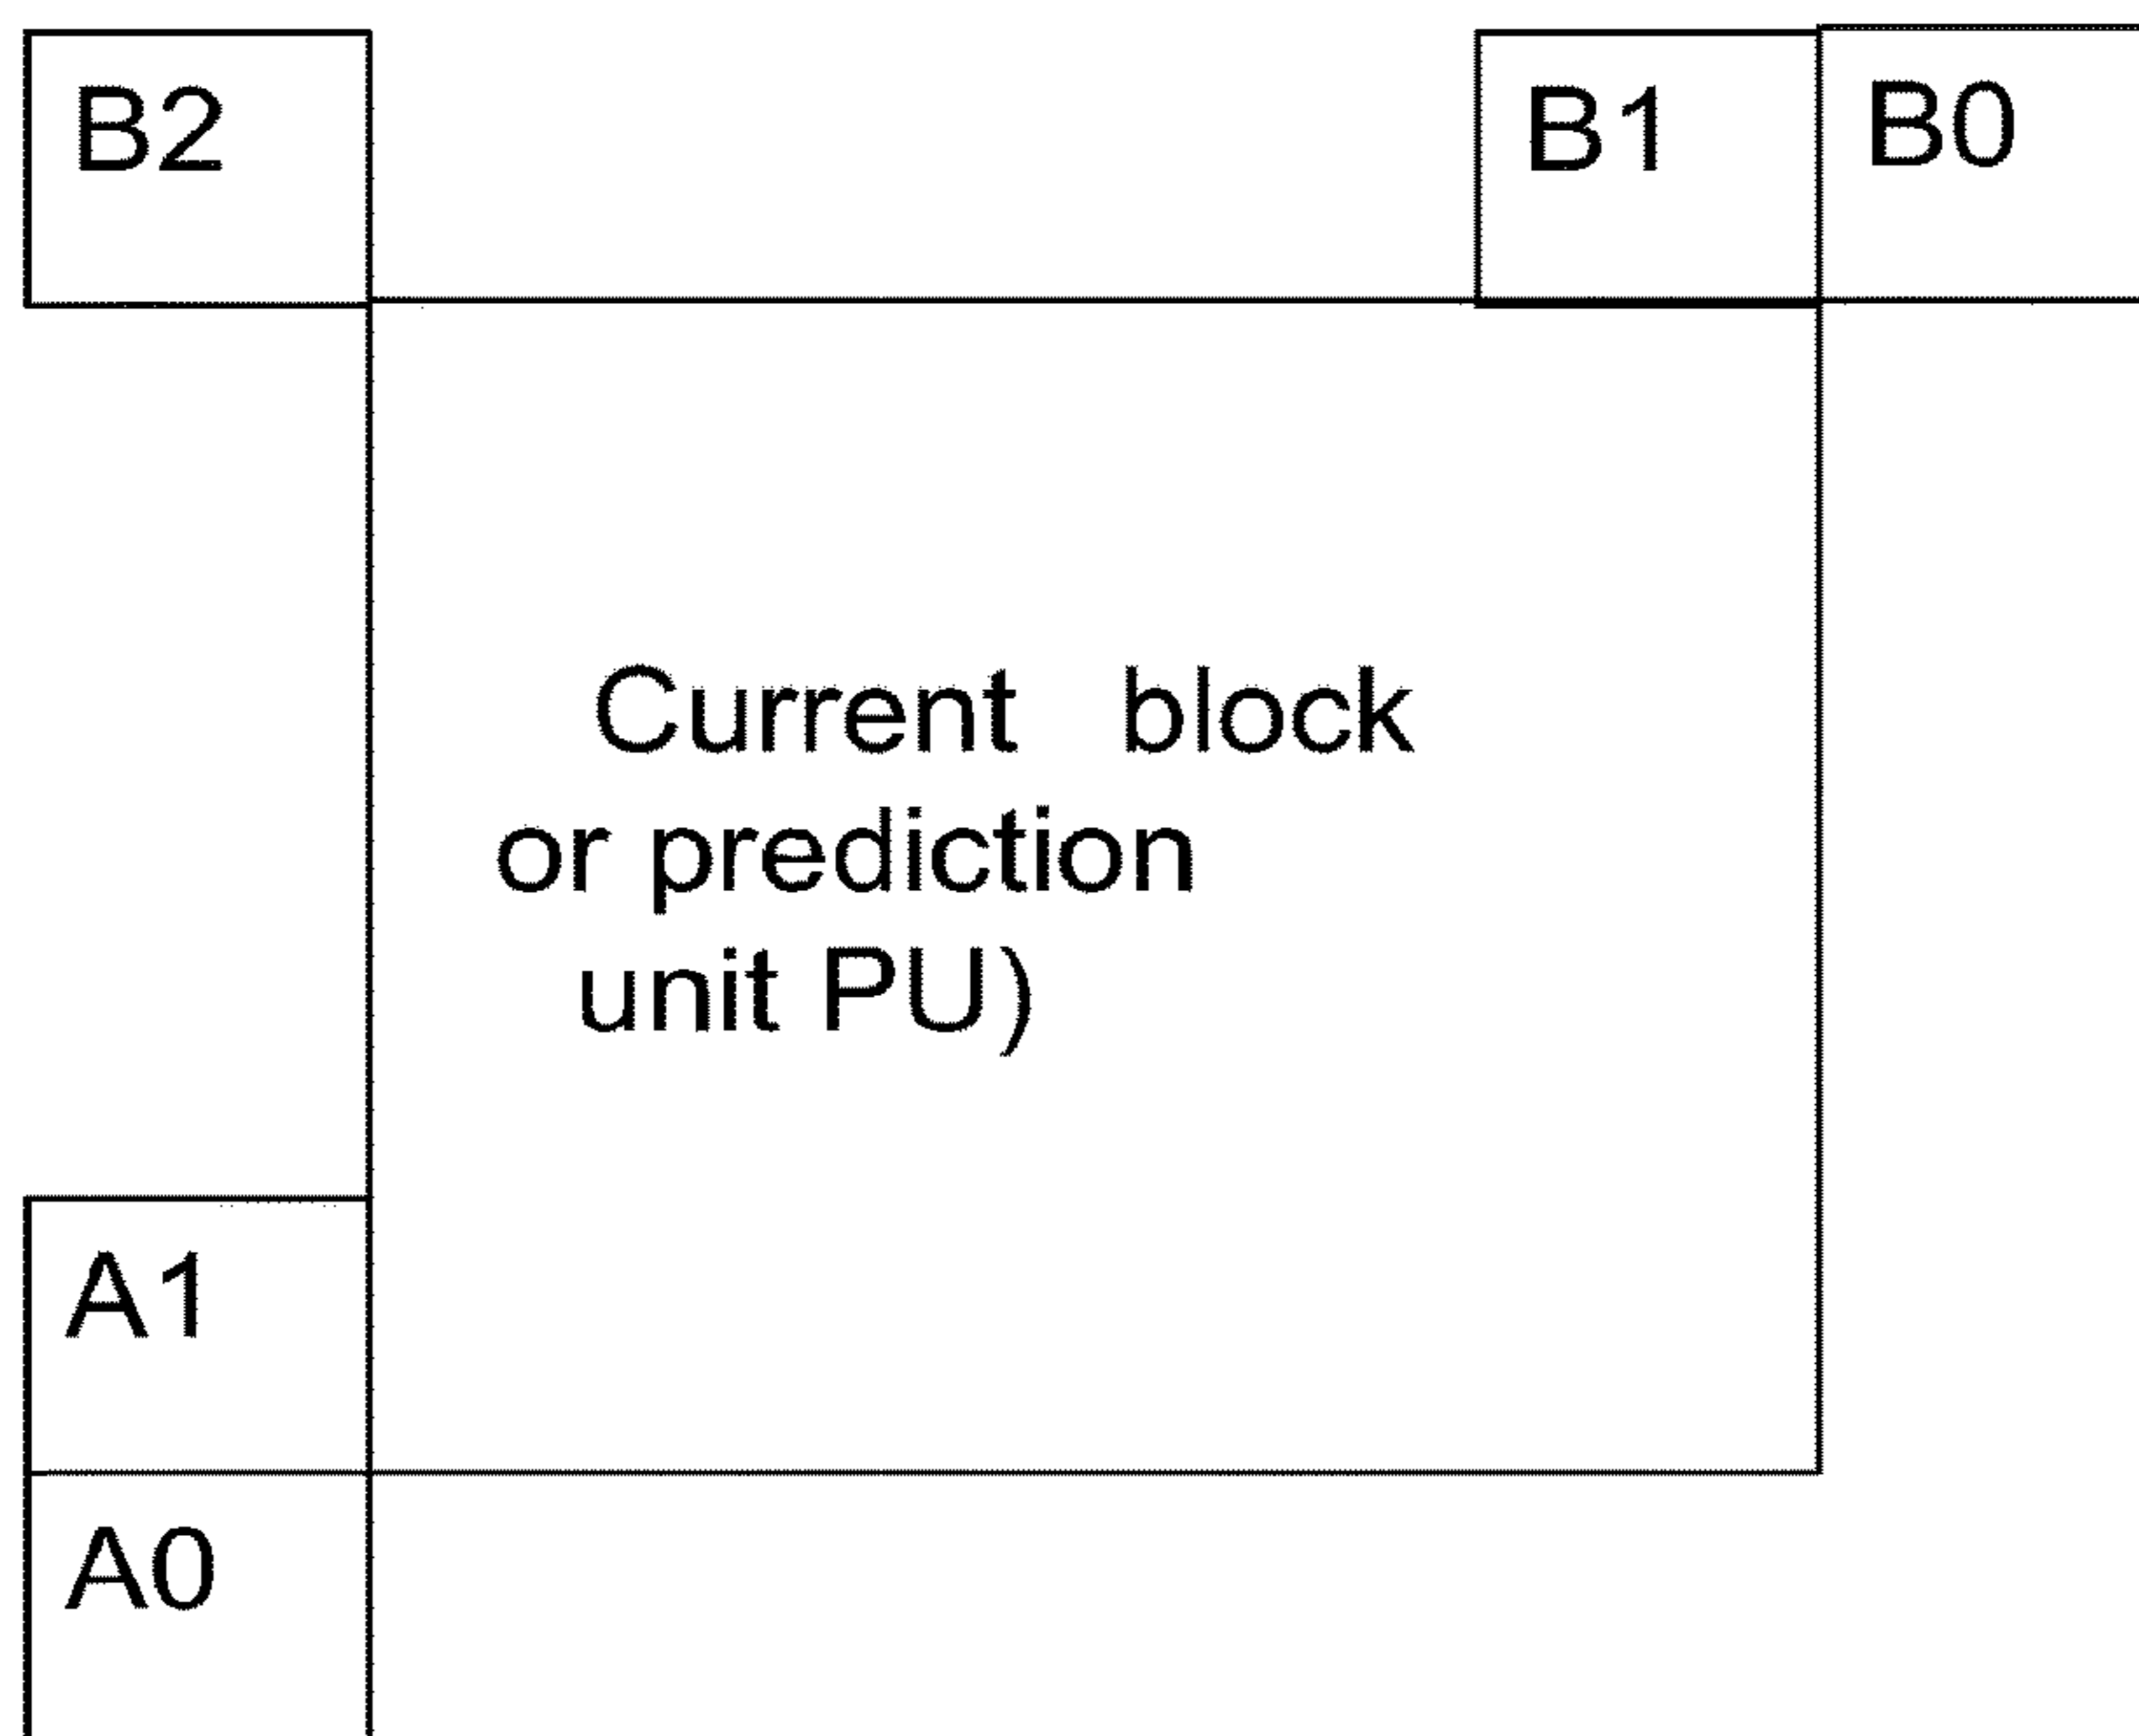 B2
B1
B0
Current block
or prediction
unit PU)
A1
A0